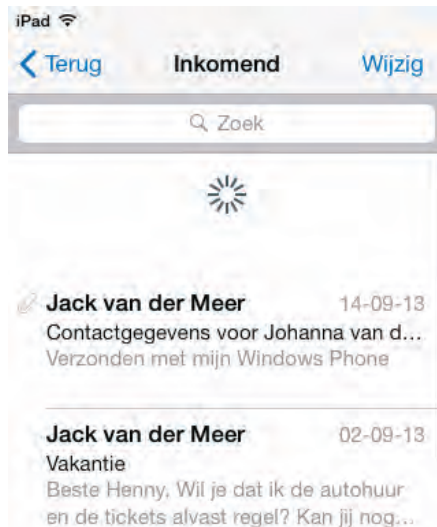 iPad
Terug Inkomend Wijzig
Zoek
Jack van der Meer 14-09-13
Contactgegevens voor Johanna van d...
Verzonden met mijn Windows Phone
Jack van der Meer 02-09-13
Vakantie
Beste Henny, Wil je dat ik de autohuur
en de tickets alvast regel? Kan jij nog...